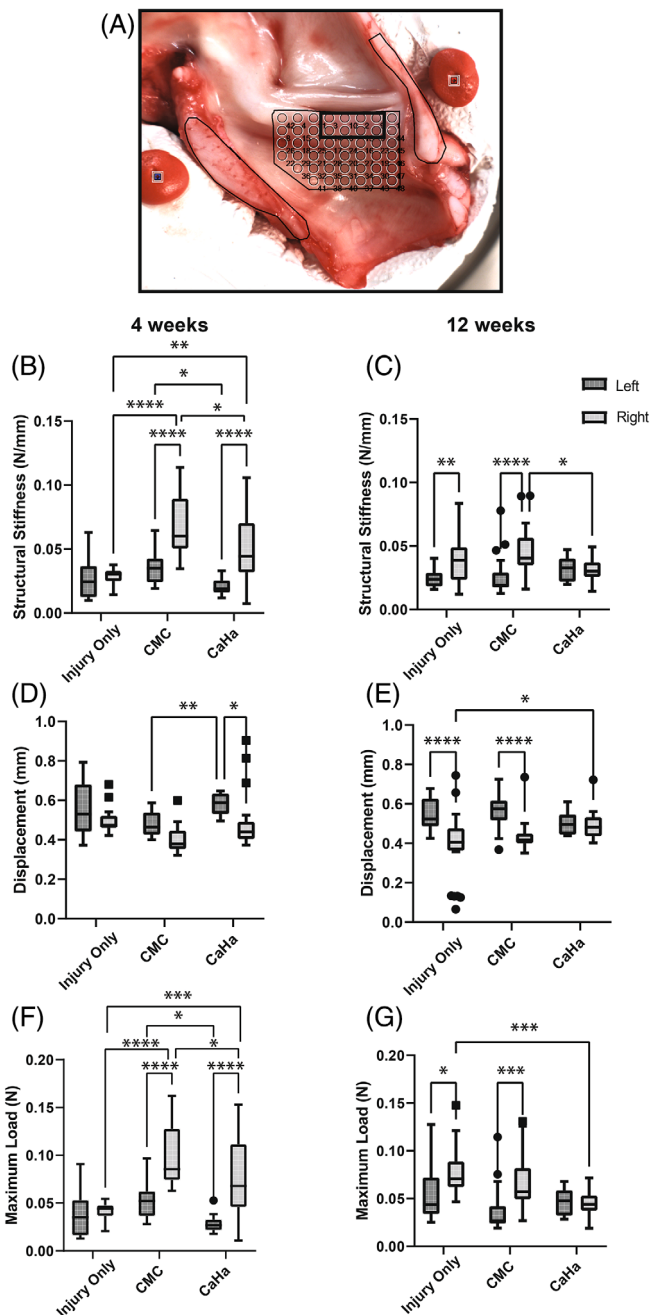 (A)
4 weeks
12 weeks
(B)
**
*
****
*
****
****
0.15
0.10
0.05
0.00
Structural Stiffness (N/mm)
Injury Only
CMC
CaHa
(C)
Left
Right
**
****
*
0.15
0.10
0.05
0.00
Structural Stiffness (N/mm)
Injury Only
CMC
CaHa
(D)
**
*
1.0
0.8
0.6
0.4
0.2
0.0
Displacement (mm)
Injury Only
CMC
CaHa
(E)
*
****
****
1.0
0.8
0.6
0.4
0.2
0.0
Displacement (mm)
Injury Only
CMC
CaHa
(F)
***
*
****
*
****
****
0.20
0.15
0.10
0.05
0.00
Maximum Load (N)
Injury Only
CMC
CaHa
(G)
***
*
***
0.20
0.15
0.10
0.05
0.00
Maximum Load (N)
Injury Only
CMC
CaHa